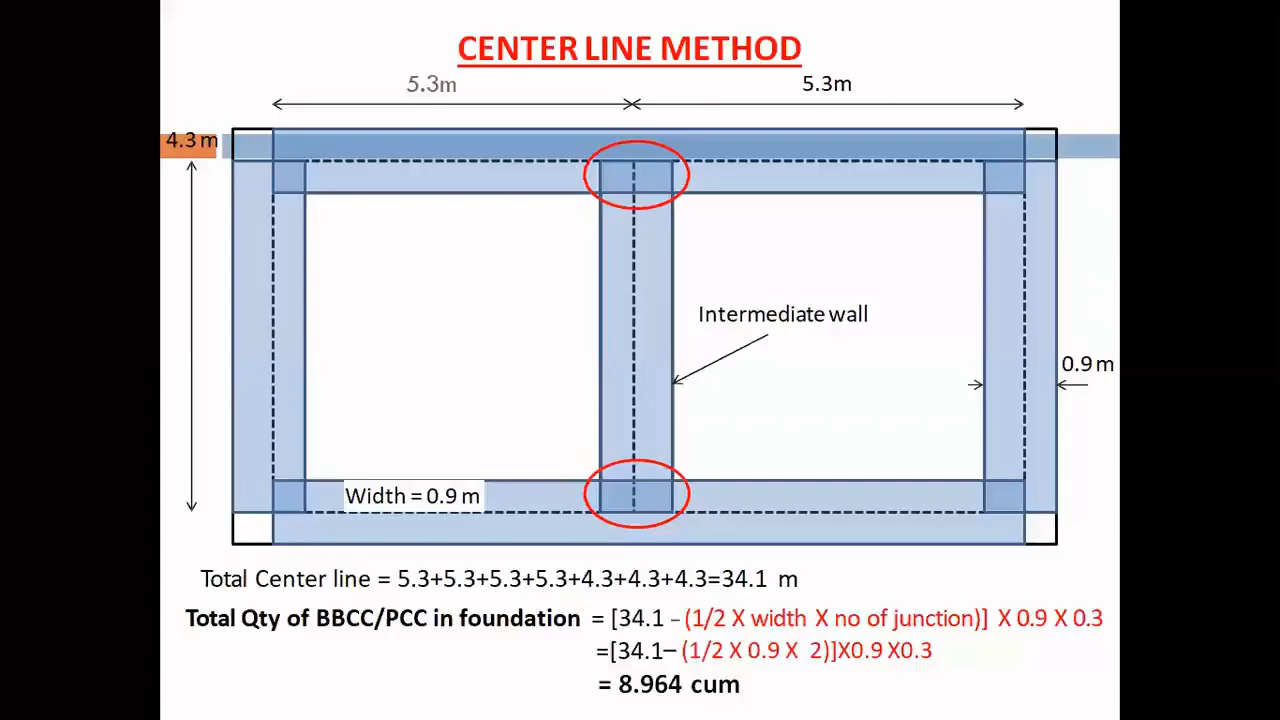 CENTER LINE METHOD
5.3m
5.3m
4.3 m
Intermediate wall
0.9 m
Width = 0.9 m
Total Center line = 5.3+5.3+5.3+5.3+4.3+4.3+4.3=34.1 m
Total Qty of BBCC/PCC in foundation = [34.1 - (1/2 X width X no of junction)] X 0.9 X 0.3
=[34.1– (1/2 X 0.9 X 2)]X0.9 X0.3
= 8.964 cum